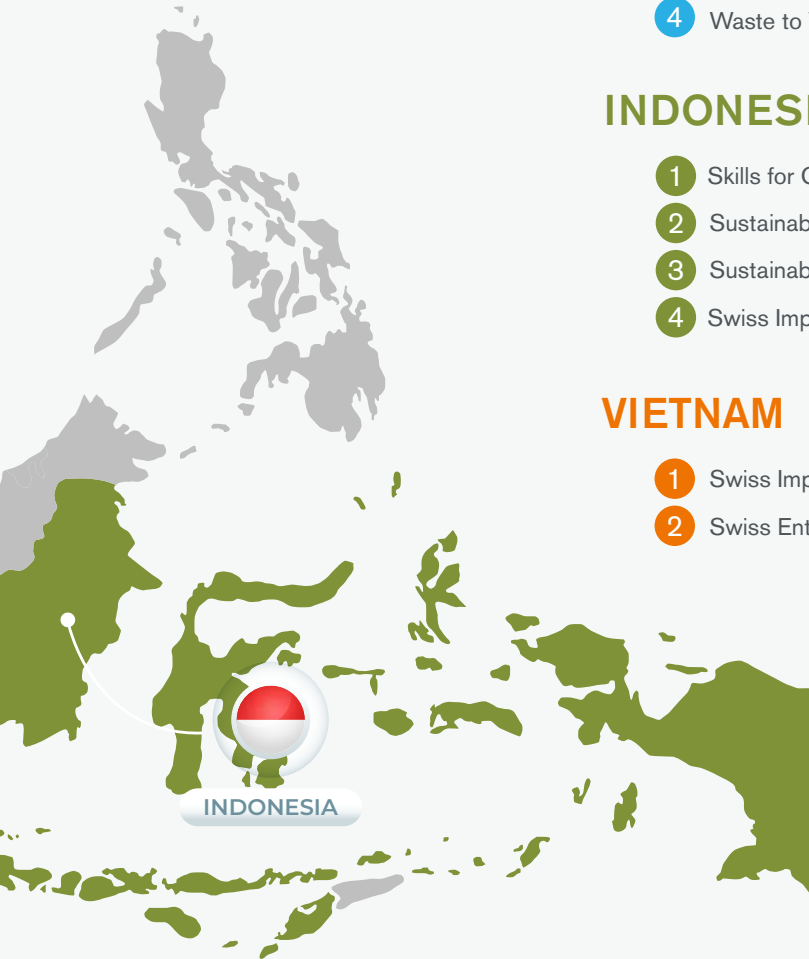 4 Waste to
INDONESI
1 Skills for
2 Sustainab
3 Sustainab
4 Swiss Imp
VIETNAM
1 Swiss Imp
2 Swiss Ent
INDONESIA